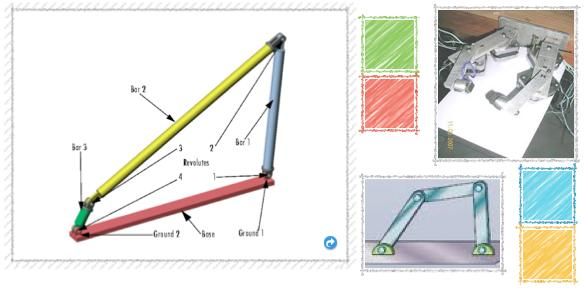 Bar 2
Bar 3
3
2
Bar 1
Revolutes
4
1
Ground 2
Base
Ground 1